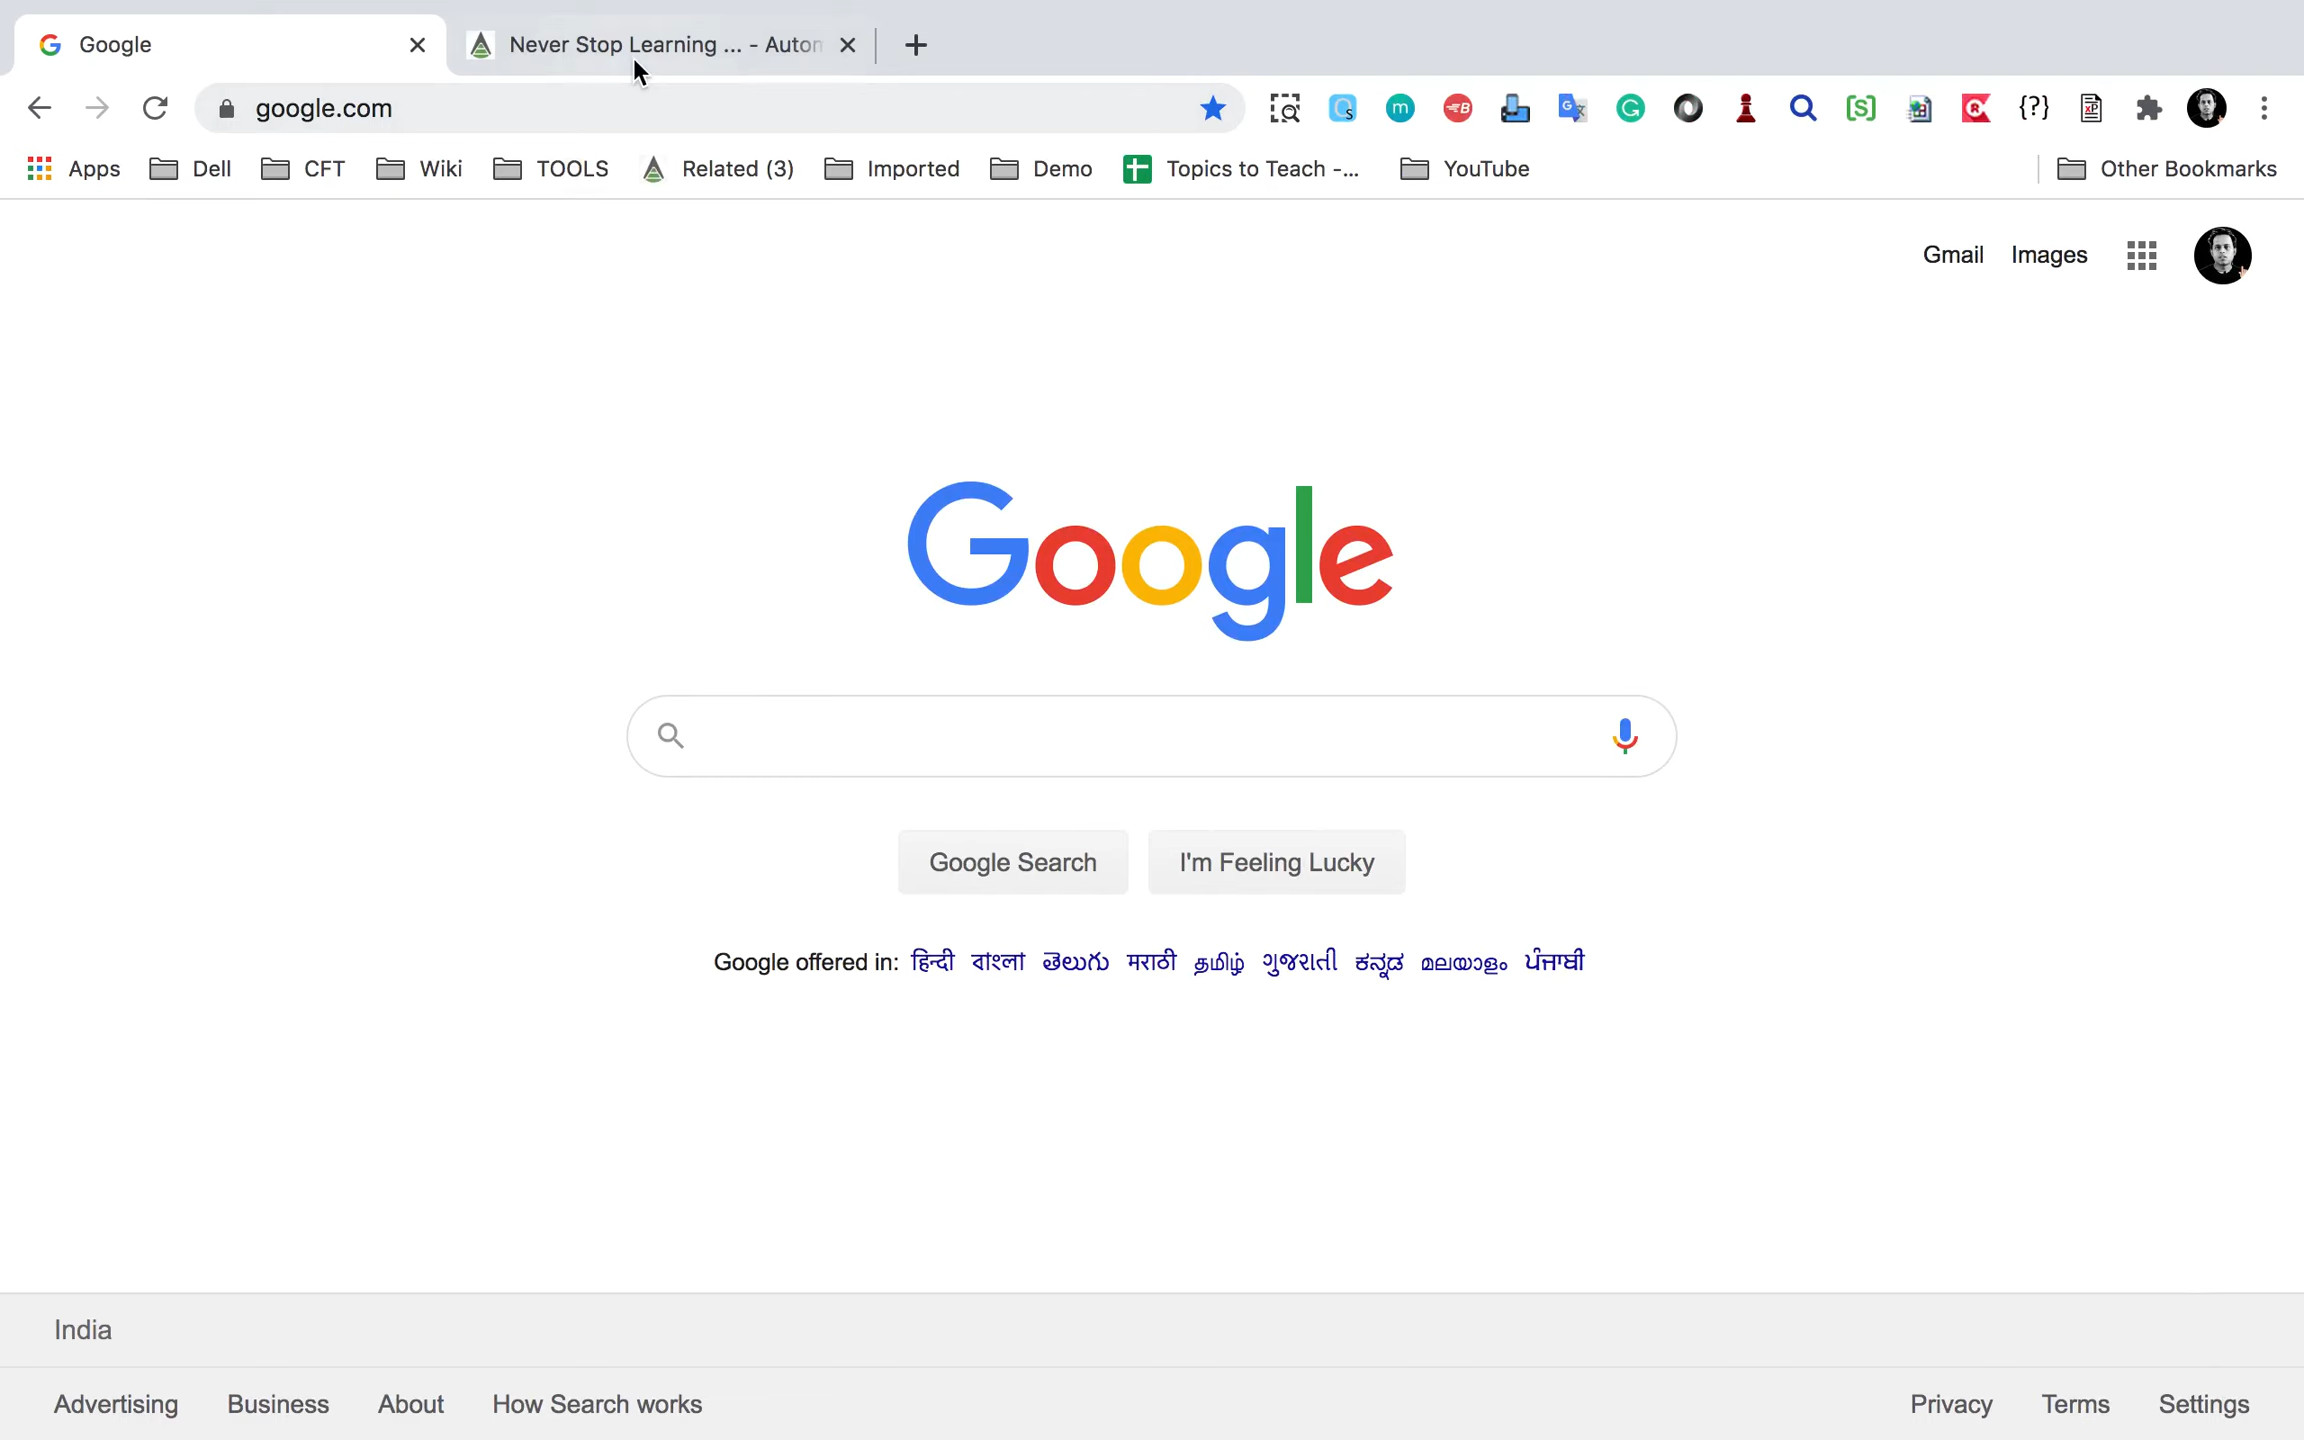 Google
Never Stop Learning ... - Autom
google.com
Apps Dell CFT Wiki TOOLS Related (3) Imported Demo Topics to Teach -... YouTube Other Bookmarks
Gmail Images
Google
Google Search I'm Feeling Lucky
Google offered in: हिन्दी বাংলা తెలుగు मराठी தமிழ் ગુજરાતી ಕನ್ನಡ മലയാളം ਪੰਜਾਬੀ
India
Advertising Business About How Search works Privacy Terms Settings